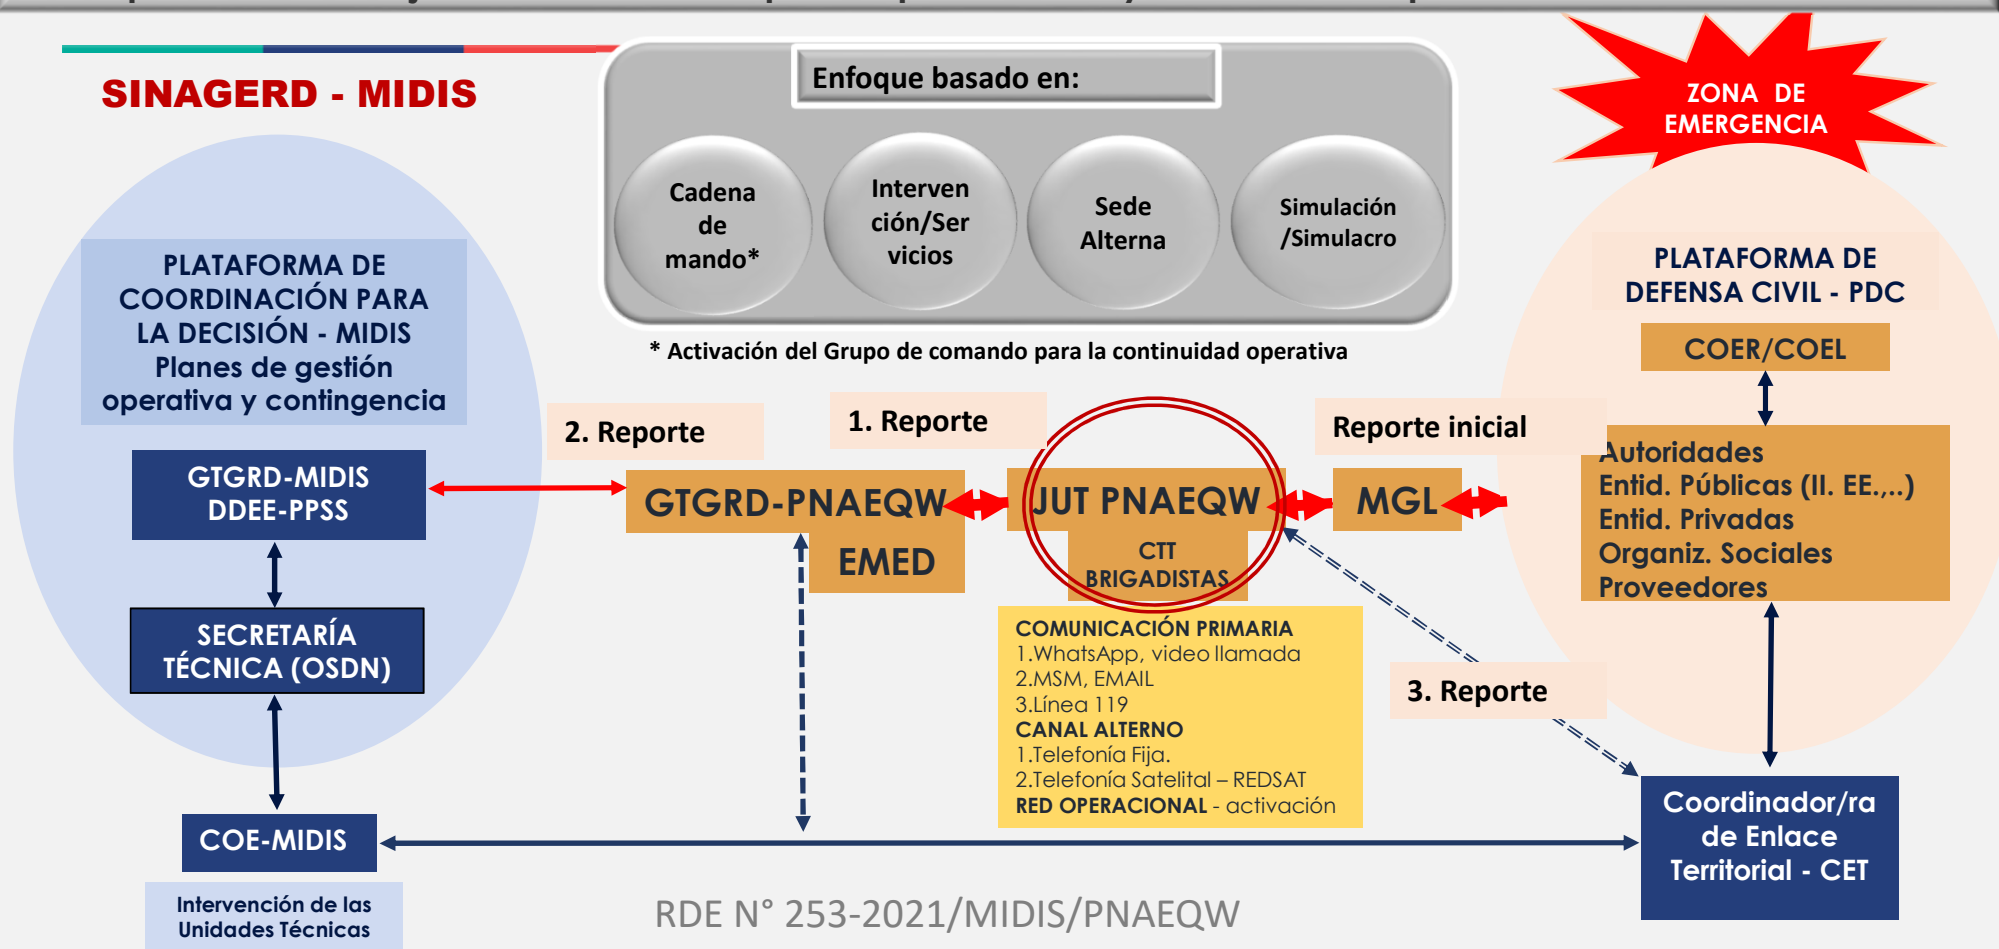 SINAGERD - MIDIS
Enfoque basado en:
ZONA DE
EMERGENCIA
Cadena
de
mando*
Interven
ción/Ser
vicios
Sede
Alterna
Simulación
/Simulacro
* Activación del Grupo de comando para la continuidad operativa
PLATAFORMA DE
COORDINACIÓN PARA
LA DECISIÓN - MIDIS
Planes de gestión
operativa y contingencia
GTGRD-MIDIS
DDEE-PPSS
SECRETARÍA
TÉCNICA (OSDN)
COE-MIDIS
Intervención de las
Unidades Técnicas
2. Reporte
1. Reporte
Reporte inicial
GTGRD-PNAEQW
EMED
JUT PNAEQW
CTT
BRIGADISTAS
MGL
COMUNICACIÓN PRIMARIA
1.WhatsApp, video llamada
2.MSM, EMAIL
3.Línea 119
CANAL ALTERNO
1.Telefonía Fija.
2.Telefonía Satelital – REDSAT
RED OPERACIONAL - activación
3. Reporte
PLATAFORMA DE
DEFENSA CIVIL - PDC
COER/COEL
Autoridades
Entid. Públicas (II. EE.,..)
Entid. Privadas
Organiz. Sociales
Proveedores
Coordinador/ra
de Enlace
Territorial - CET
RDE N° 253-2021/MIDIS/PNAEQW